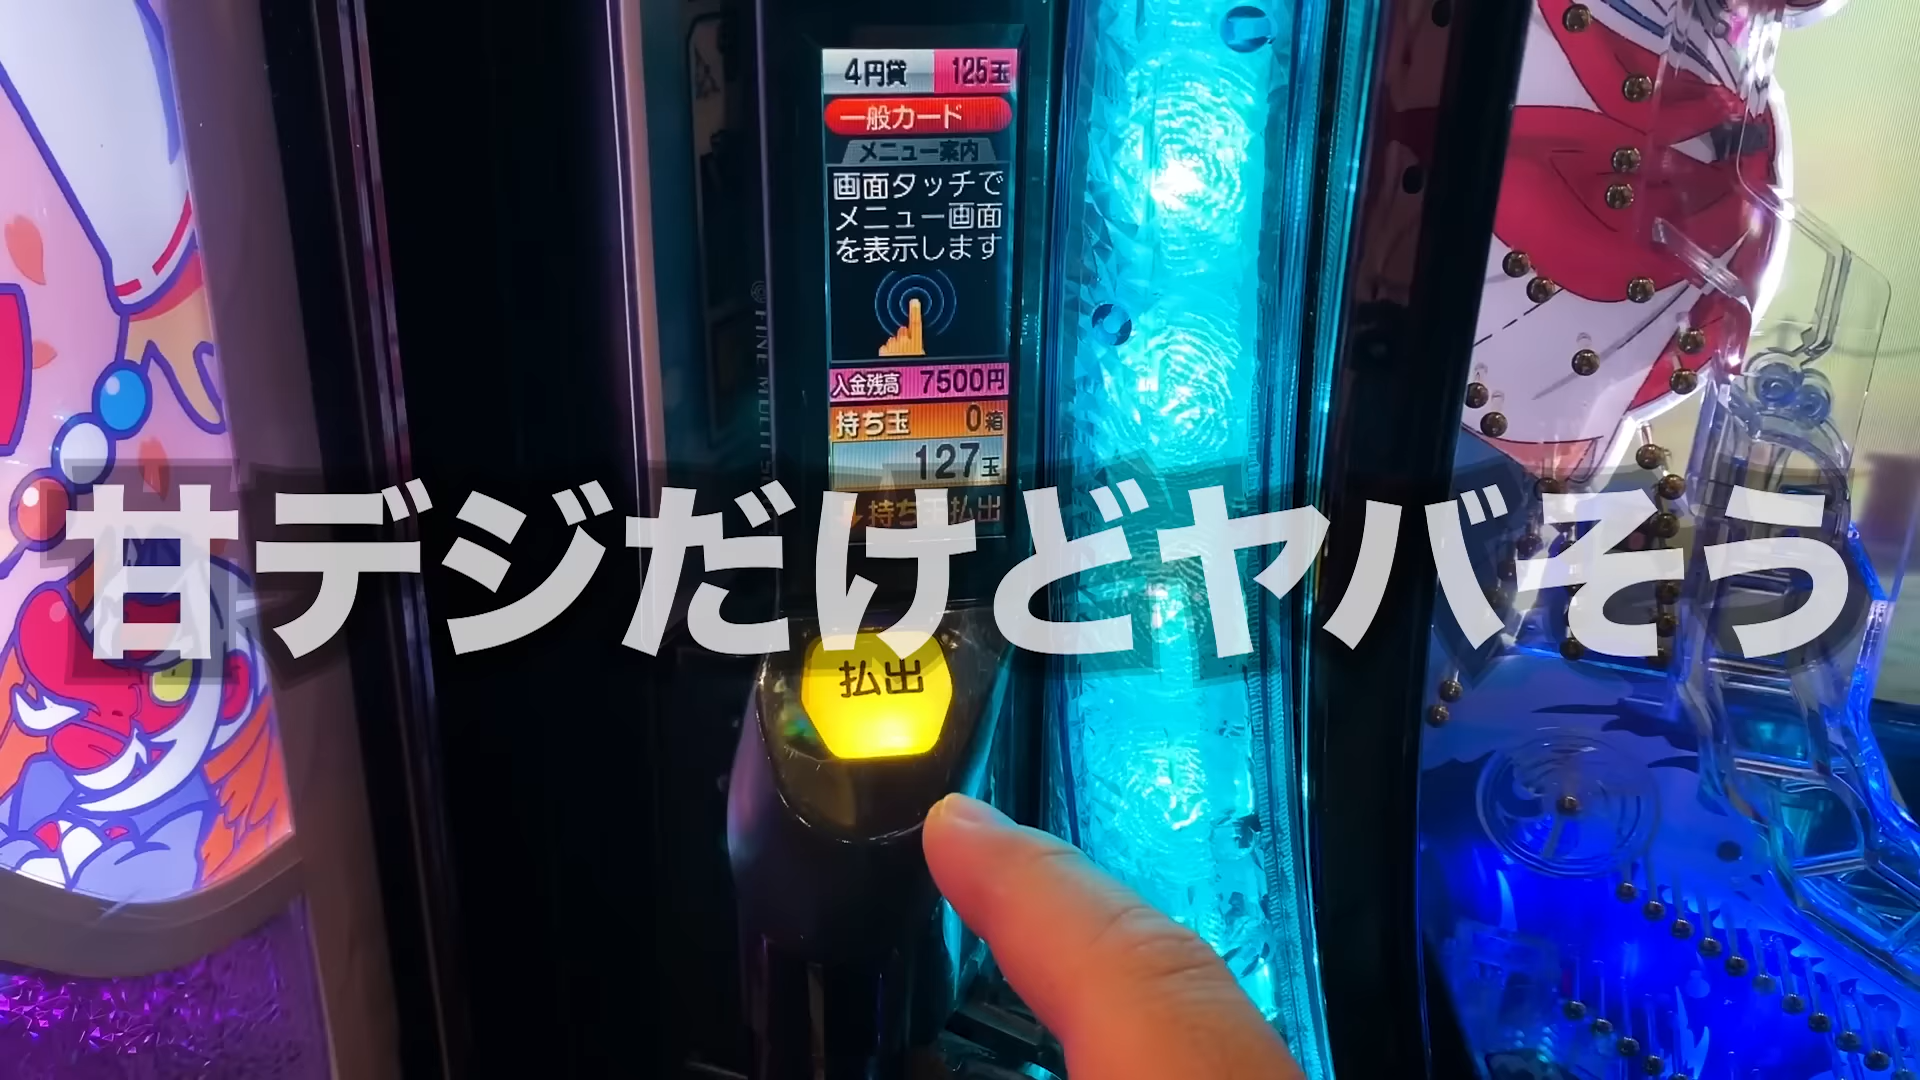 4円貸 125玉
一般カード
メニュー案内
画面タッチで
メニュー画面
を表示します
入金残高 7500円
持ち玉 0箱
127玉
持ち玉払出
甘デジだけどヤバそう
払出